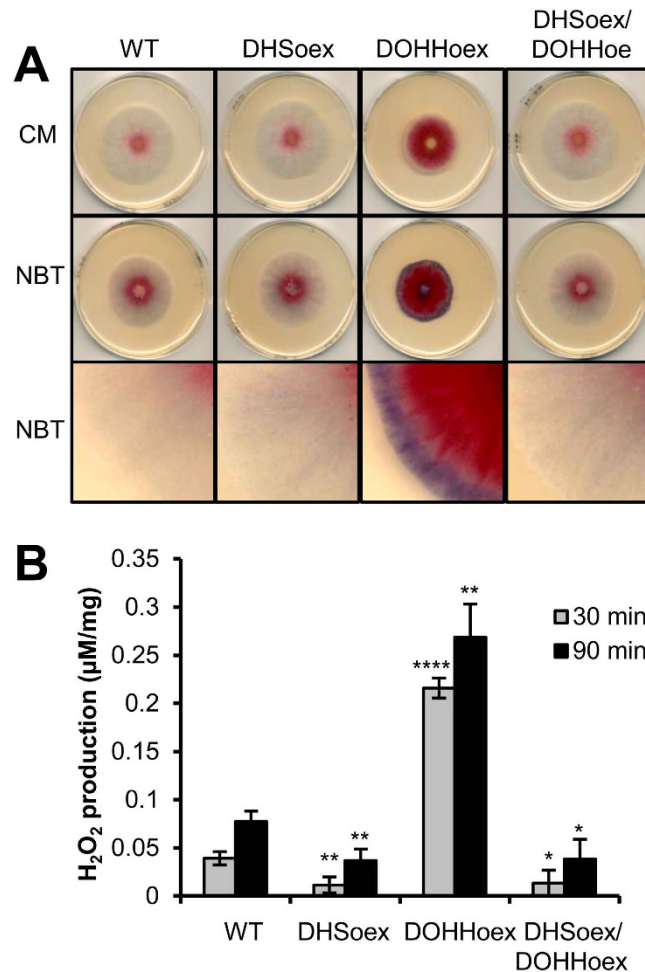 A
WT
DHSoex
DOHHoex
DHSoex/
DOHHoe
CM
NBT
NBT
B
H₂O₂ production (µM/mg)
0.35
0.3
0.25
0.2
0.15
0.1
0.05
0
30 min
90 min
**
**
****
**
*
*
WT
DHSoex
DOHHoex
DHSoex/
DOHHoex